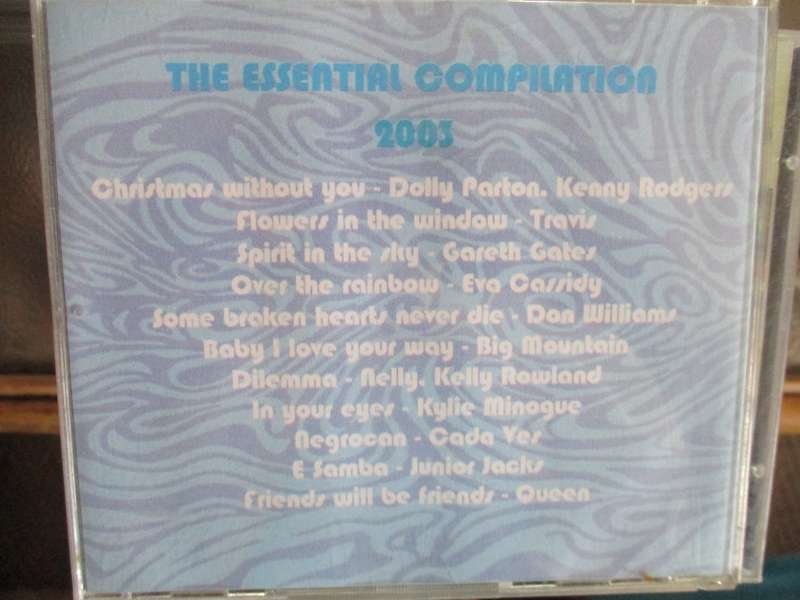 THE ESSENTIAL COMPILATION
2003
Christmas without you - Dolly Parton, Kenny Rodgers
Flowers in the window - Travis
Spirit in the sky - Gareth Gates
Over the rainbow - Eva Cassidy
Some broken hearts never die - Don Williams
Baby I love your way - Big Mountain
Dilemma - Nelly, Kelly Rowland
In your eyes - Kylie Minogue
Negrocan - Cada Ves
E Samba - Junior Jacks
Friends will be friends - Queen